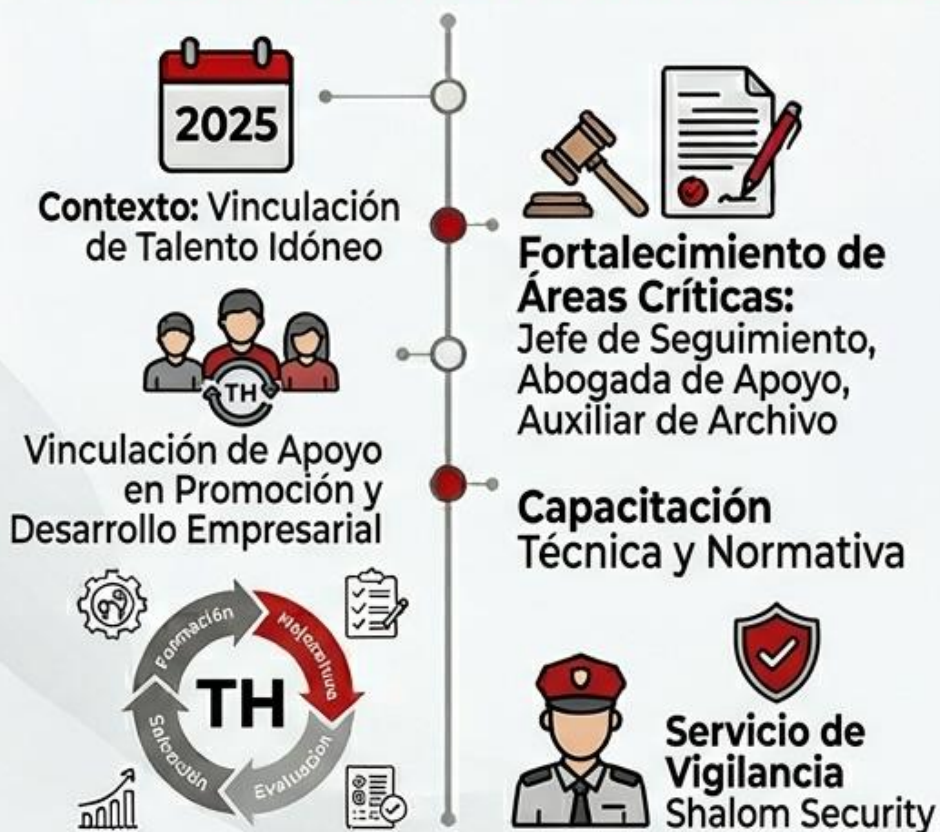 2025
Contexto: Vinculación
de Talento Idóneo
Fortalecimiento de
Áreas Críticas:
Jefe de Seguimiento,
Abogada de Apoyo,
Auxiliar de Archivo
TH
Vinculación de Apoyo
en Promoción y
Desarrollo Empresarial
Capacitación
Técnica y Normativa
Formación
Evaluación
TH
Servicio de
Vigilancia
Shalom Security